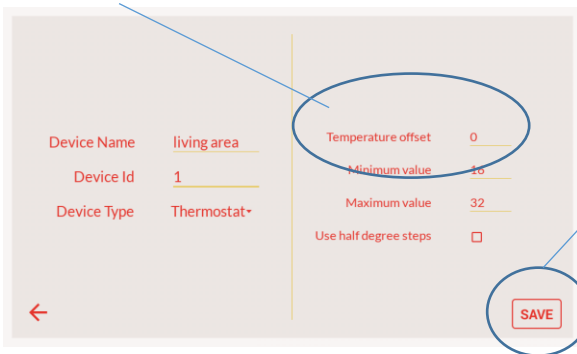 Device Name living area
Device Id 1
Device Type Thermostat
Temperature offset 0
Minimum value 16
Maximum value 32
Use half degree steps
SAVE